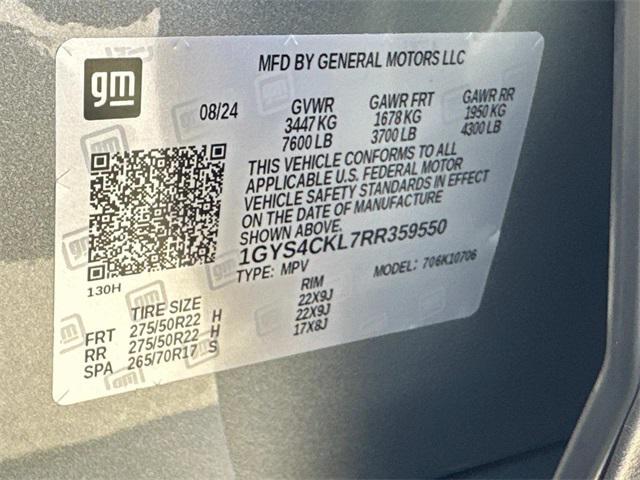 gm
MFD BY GENERAL MOTORS LLC
08/24
GVWR GAWR FRT GAWR RR
3447 KG 1678 KG 1950 KG
7600 LB 3700 LB 4300 LB
THIS VEHICLE CONFORMS TO ALL
APPLICABLE U.S. FEDERAL MOTOR
VEHICLE SAFETY STANDARDS IN EFFECT
ON THE DATE OF MANUFACTURE
SHOWN ABOVE.
1GYS4CKL7RR359550
TYPE: MPV MODEL: 706K10706
130H
TIRE SIZE RIM
FRT 275/50R22 H 22X9J
RR 275/50R22 H 22X9J
SPA 265/70R17 S 17X8J